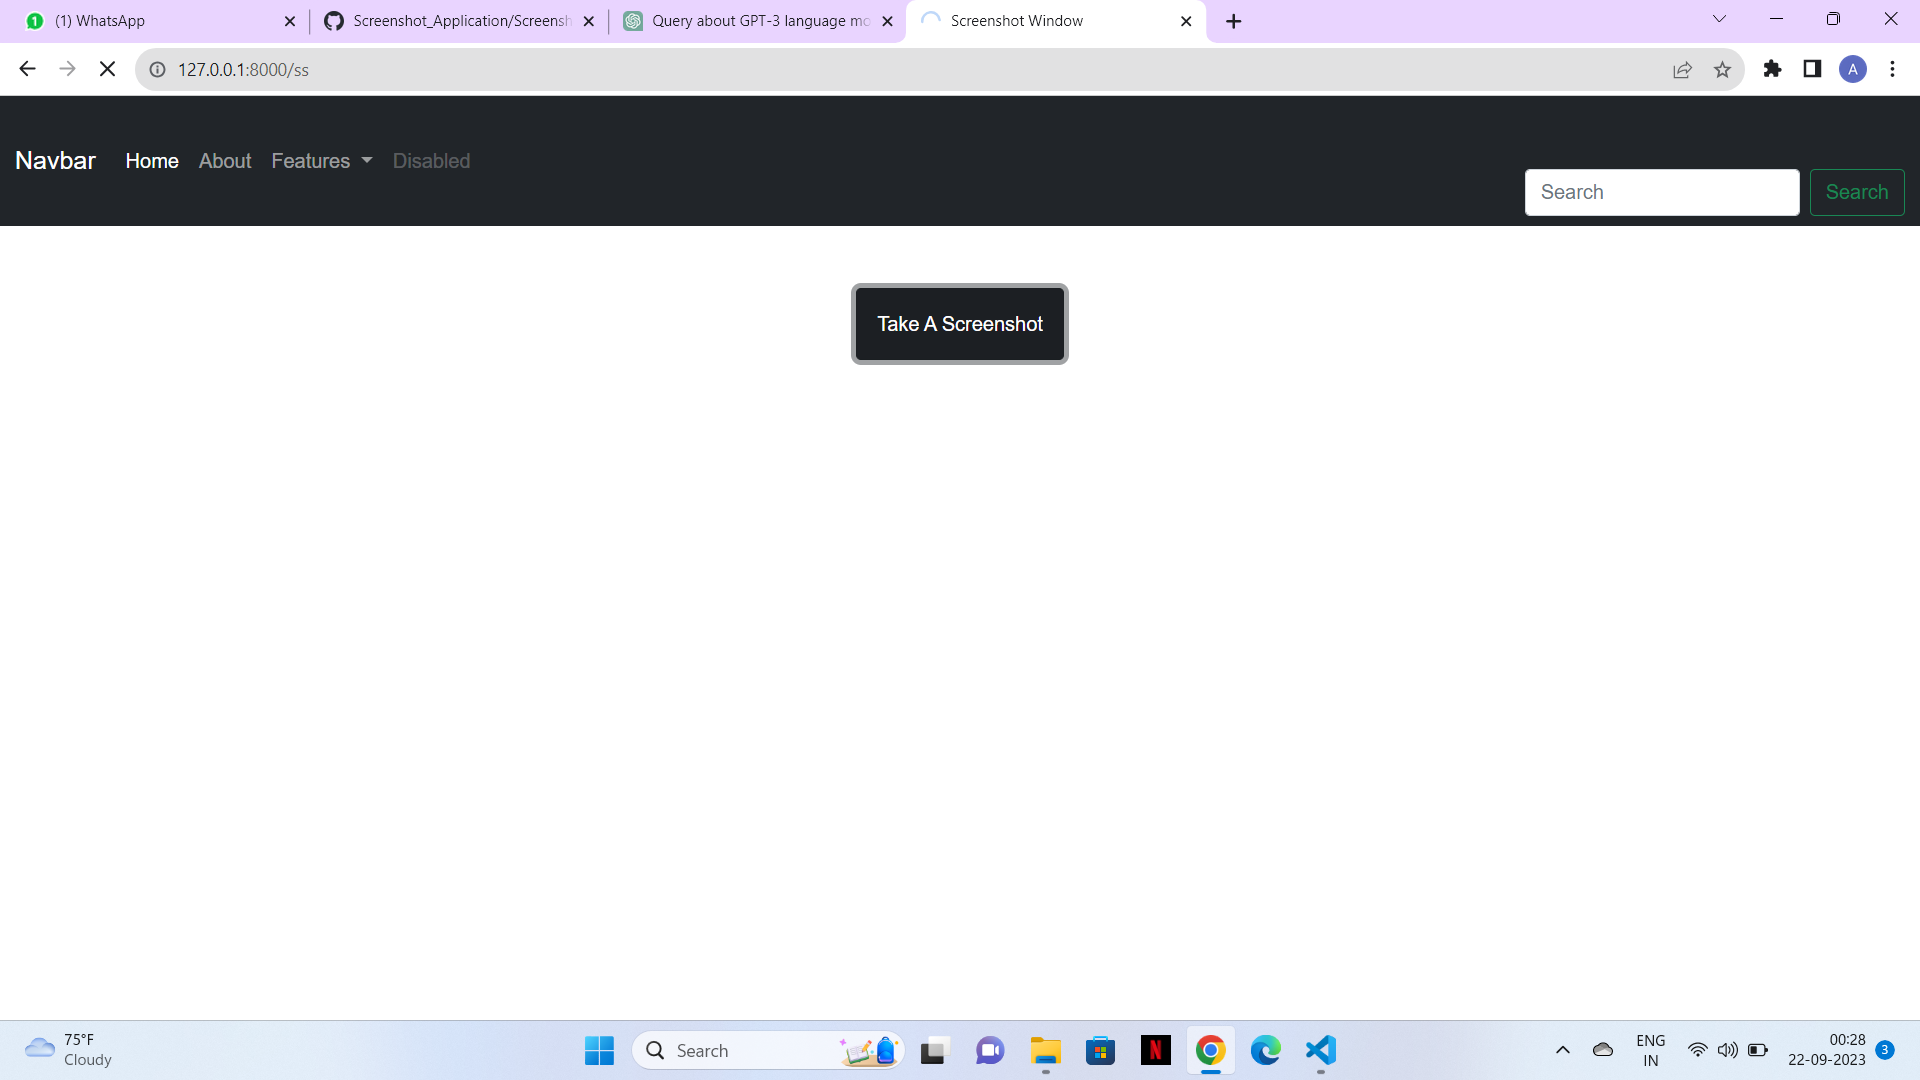 1 (1) WhatsApp
Screenshot_Application/Screensh
Query about GPT-3 language mo
Screenshot Window
127.0.0.1:8000/ss
A
Navbar Home About Features Disabled
Search Search
Take A Screenshot
75°F
Cloudy
Search
N
ENG
IN
00:28
22-09-2023
3